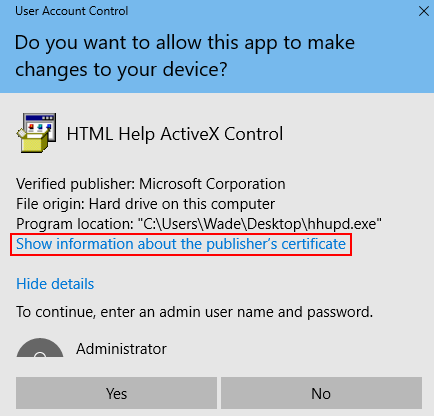 User Account Control
Do you want to allow this app to make
changes to your device?
HTML Help ActiveX Control
Verified publisher: Microsoft Corporation
File origin: Hard drive on this computer
Program location: "C:\Users\Wade\Desktop\hhupd.exe"
Show information about the publisher's certificate
Hide details
To continue, enter an admin user name and password.
Administrator
Yes
No